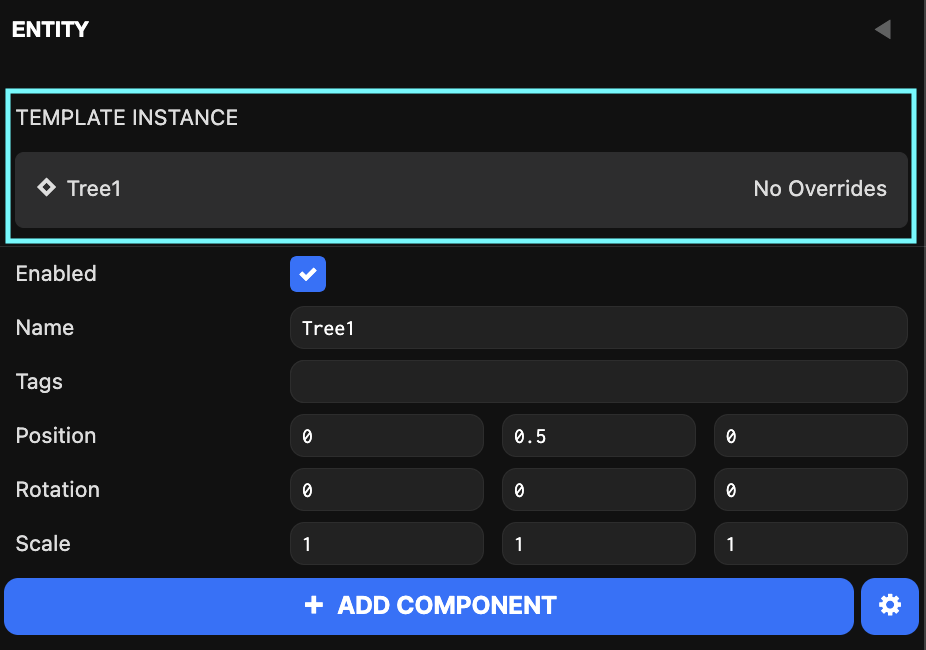 ENTITY
TEMPLATE INSTANCE
Tree1 No Overrides
Enabled
Name Tree1
Tags
Position 0 0.5 0
Rotation 0 0 0
Scale 1 1 1
+ ADD COMPONENT